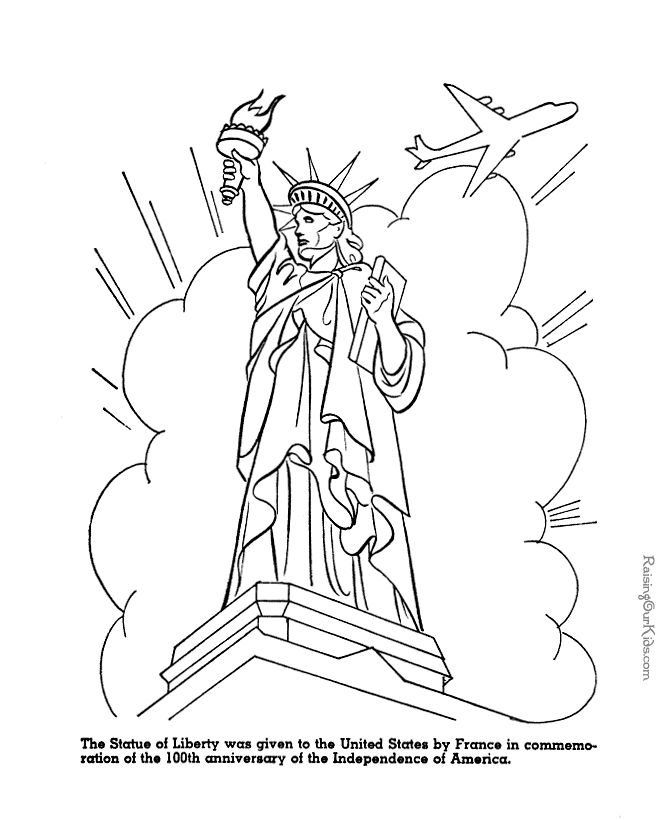 The Statue of Liberty was given to the United States by France in commemo-
ration of the 100th anniversary of the Independence of America.
RaisingOurKids.com